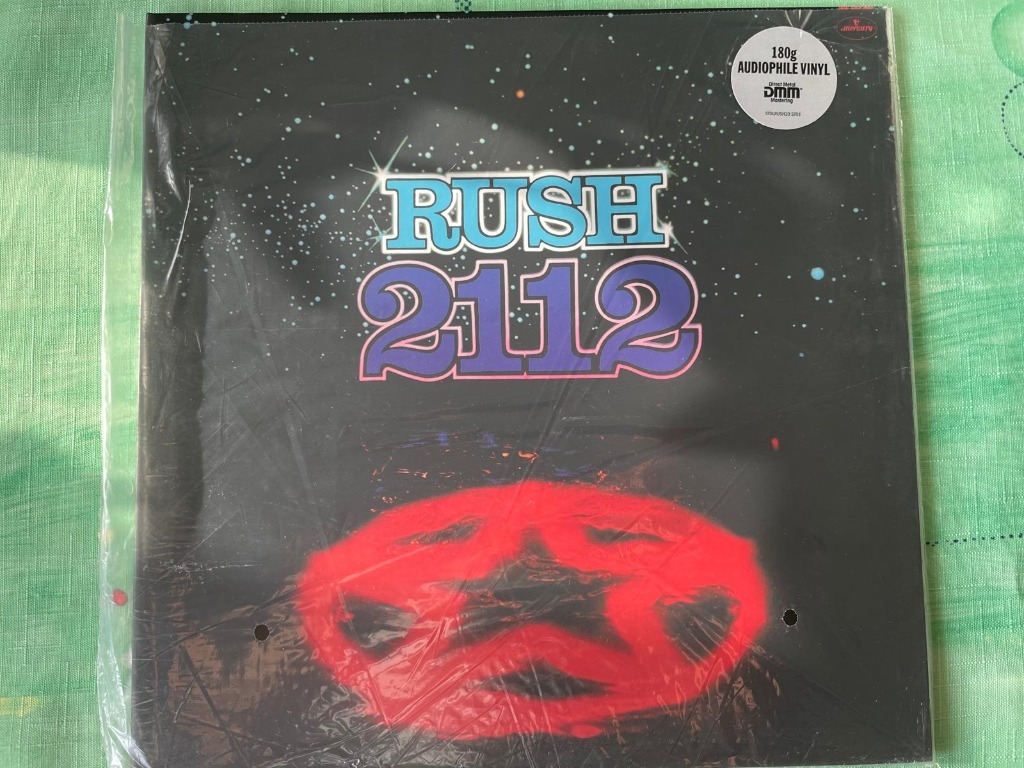 MERCURY
180g
AUDIOPHILE VINYL
Direct Metal
DMM
Mastering
RUSH
2112